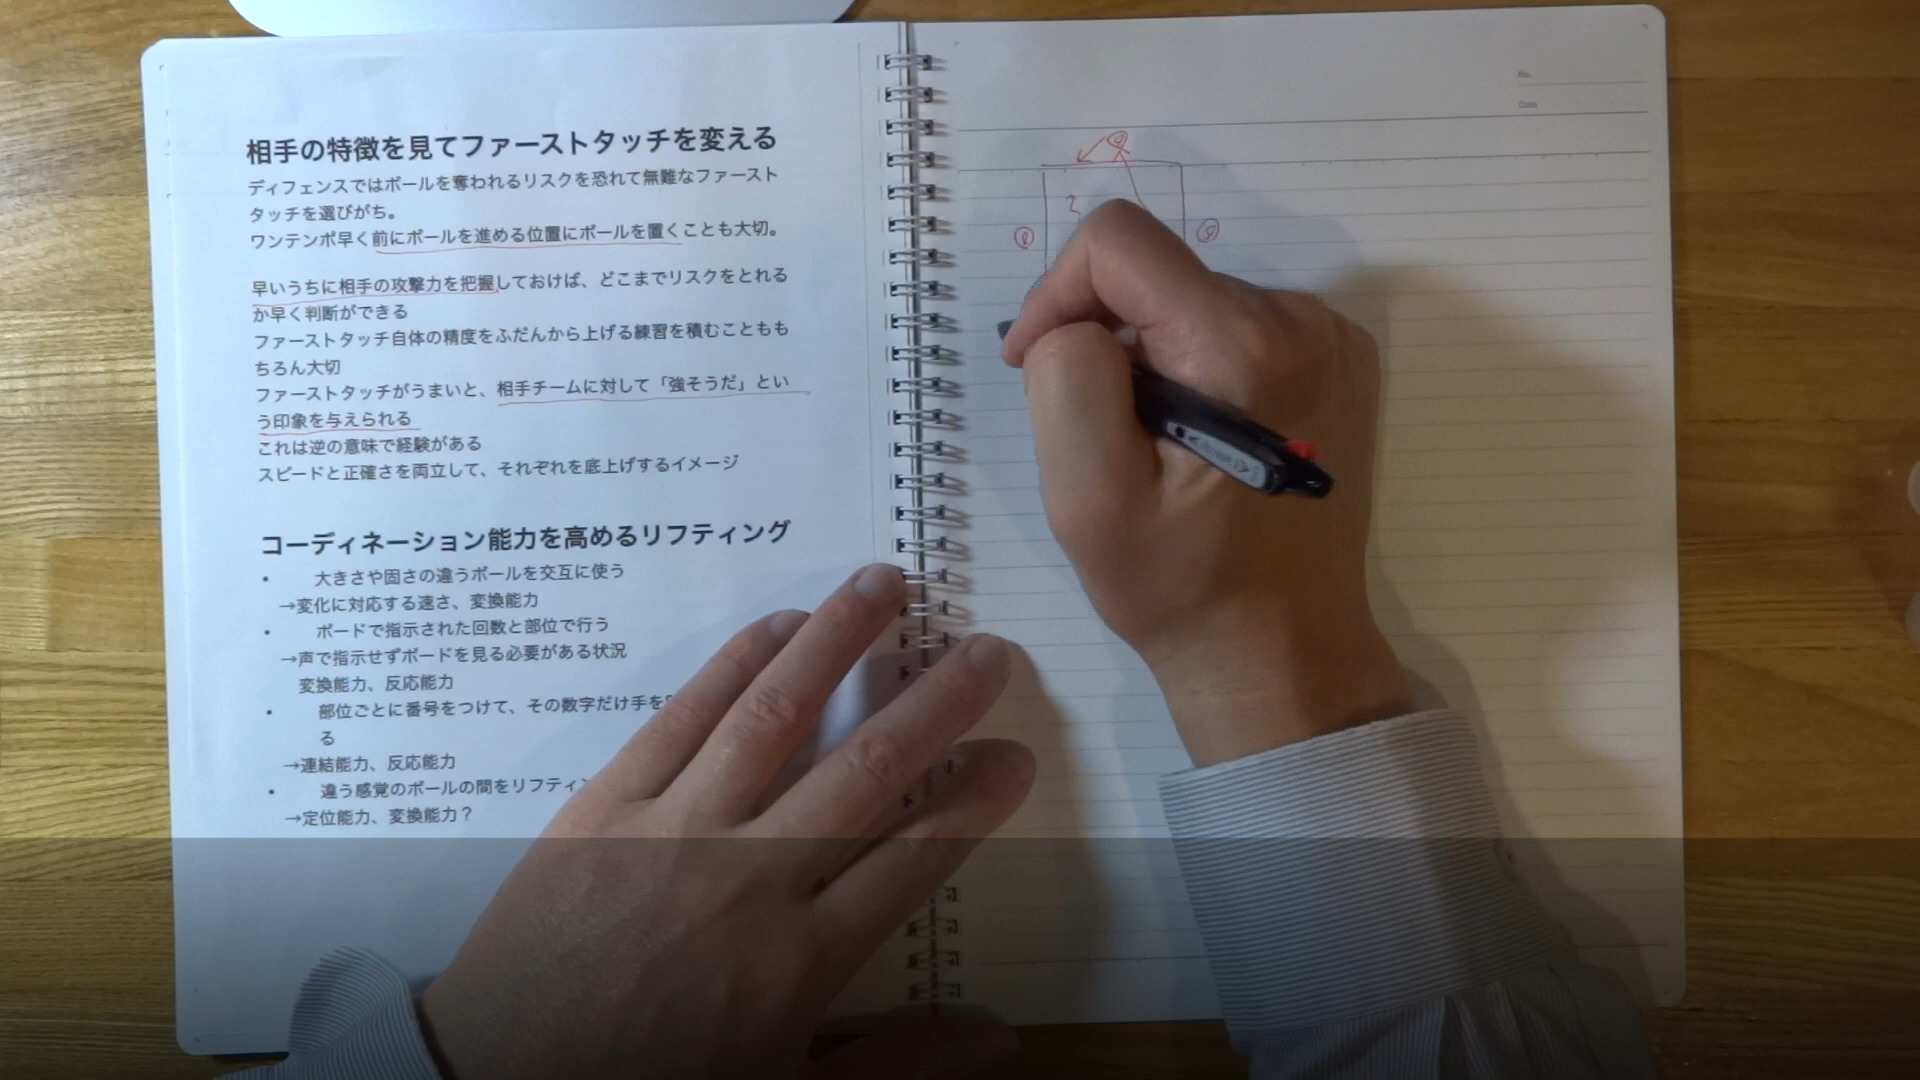 相手の特徴を見てファーストタッチを変える
ディフェンスではボールを奪われるリスクを恐れて無難なファースト
タッチを選びがち。
ワンテンポ早く前にボールを進める位置にボールを置くことも大切。
早いうちに相手の攻撃力を把握しておけば、どこまでリスクをとれる
か早く判断ができる
ファーストタッチ自体の精度をふだんから上げる練習を積むことも
ちろん大切
ファーストタッチがうまいと、相手チームに対して「強そうだ」とい
う印象を与えられる
これは逆の意味で経験がある
スピードと正確さを両立して、それぞれを底上げするイメージ
コーディネーション能力を高めるリフティング
• 大きさや固さの違うボールを交互に使う
→変化に対応する速さ、変換能力
• ボードで指示された回数と部位で行う
→声で指示せずボードを見る必要がある状況
変換能力、反応能力
• 部位ごとに番号をつけて、その数字だけ手を
る
→連結能力、反応能力
• 違う感覚のボールの間をリフティ
→定位能力、変換能力？
No.
Date